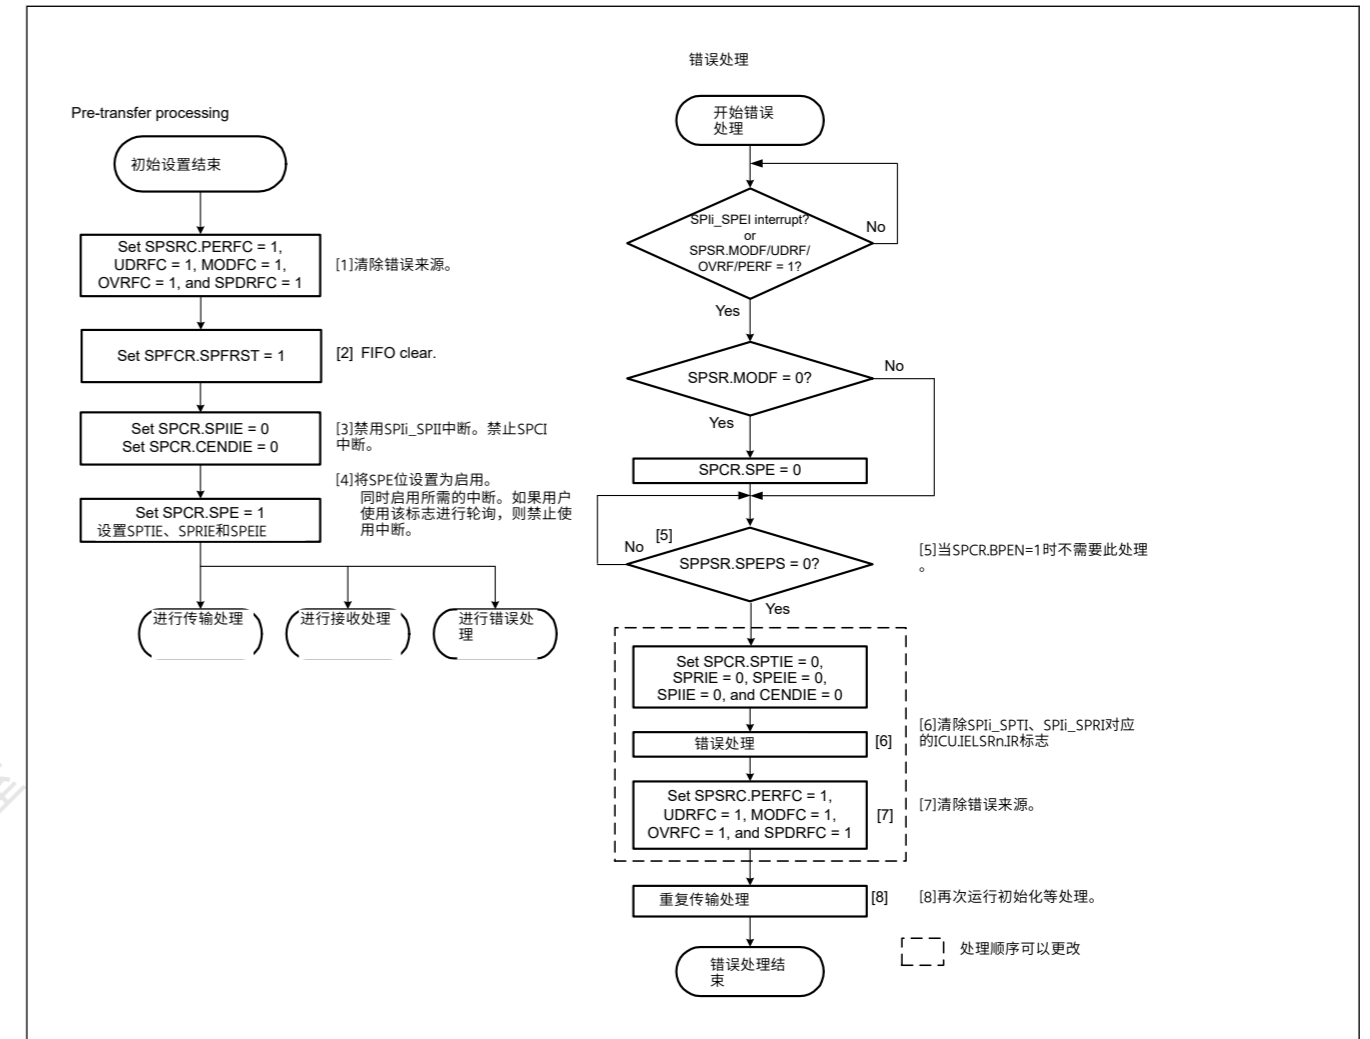 Pre-transfer processing
初始设置结束
Set SPSRC.PERFC = 1,
UDRFC = 1, MODFC = 1,
OVRFC = 1, and SPDRFC = 1
[1]清除错误来源。
Set SPFCR.SPFRST = 1
[2] FIFO clear.
Set SPCR.SPIIE = 0
Set SPCR.CENDIE = 0
[3]禁用SPIi_SPII中断。禁止SPCI
中断。
Set SPCR.SPE = 1
设置SPTIE、SPRIE和SPEIE
[4]将SPE位设置为启用。
同时启用所需的中断。如果用户
使用该标志进行轮询，则禁止使
用中断。
进行传输处理
进行接收处理
进行错误处
理
错误处理
开始错误
处理
SPIi_SPEI interrupt?
or
SPSR.MODF/UDRF/
OVRF/PERF = 1?
No
Yes
SPSR.MODF = 0?
No
Yes
SPCR.SPE = 0
[5]
No
SPPSR.SPEPS = 0?
Yes
[5]当SPCR.BPEN=1时不需要此处理
。
Set SPCR.SPTIE = 0,
SPRIE = 0, SPEIE = 0,
SPIIE = 0, and CENDIE = 0
错误处理
[6]
[6]清除SPIi_SPTI、SPIi_SPRI对应
的ICU.IELSRn.IR标志
Set SPSRC.PERFC = 1,
UDRFC = 1, MODFC = 1,
OVRFC = 1, and SPDRFC = 1
[7]
[7]清除错误来源。
重复传输处理
[8]
[8]再次运行初始化等处理。
错误处理结
束
处理顺序可以更改